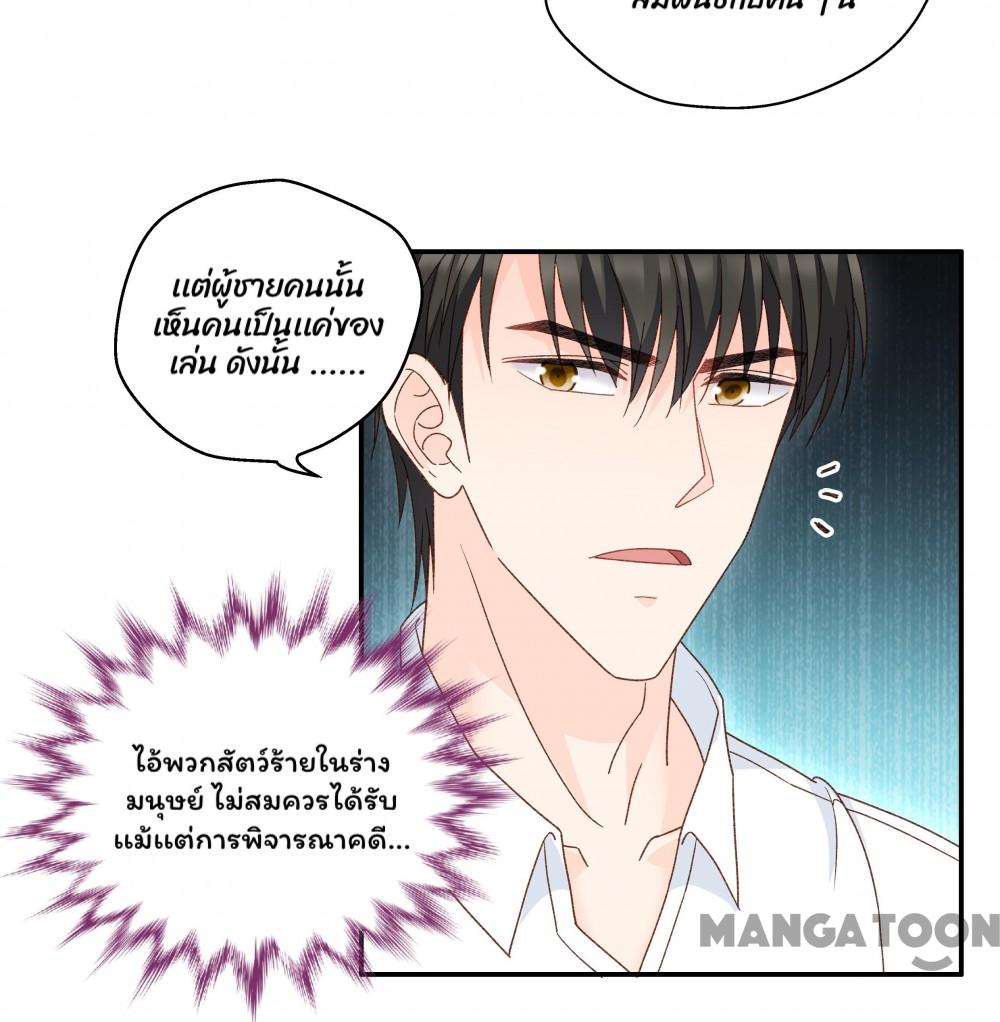 แต่ผู้ชายคนนั้น
เห็นคนเป็นแค่ของ
เล่น ดังนั้น ......
ไอ้พวกสัตว์ร้ายในร่าง
มนุษย์ ไม่สมควรได้รับ
แม้แต่การพิจารณาคดี...
MANGATOON